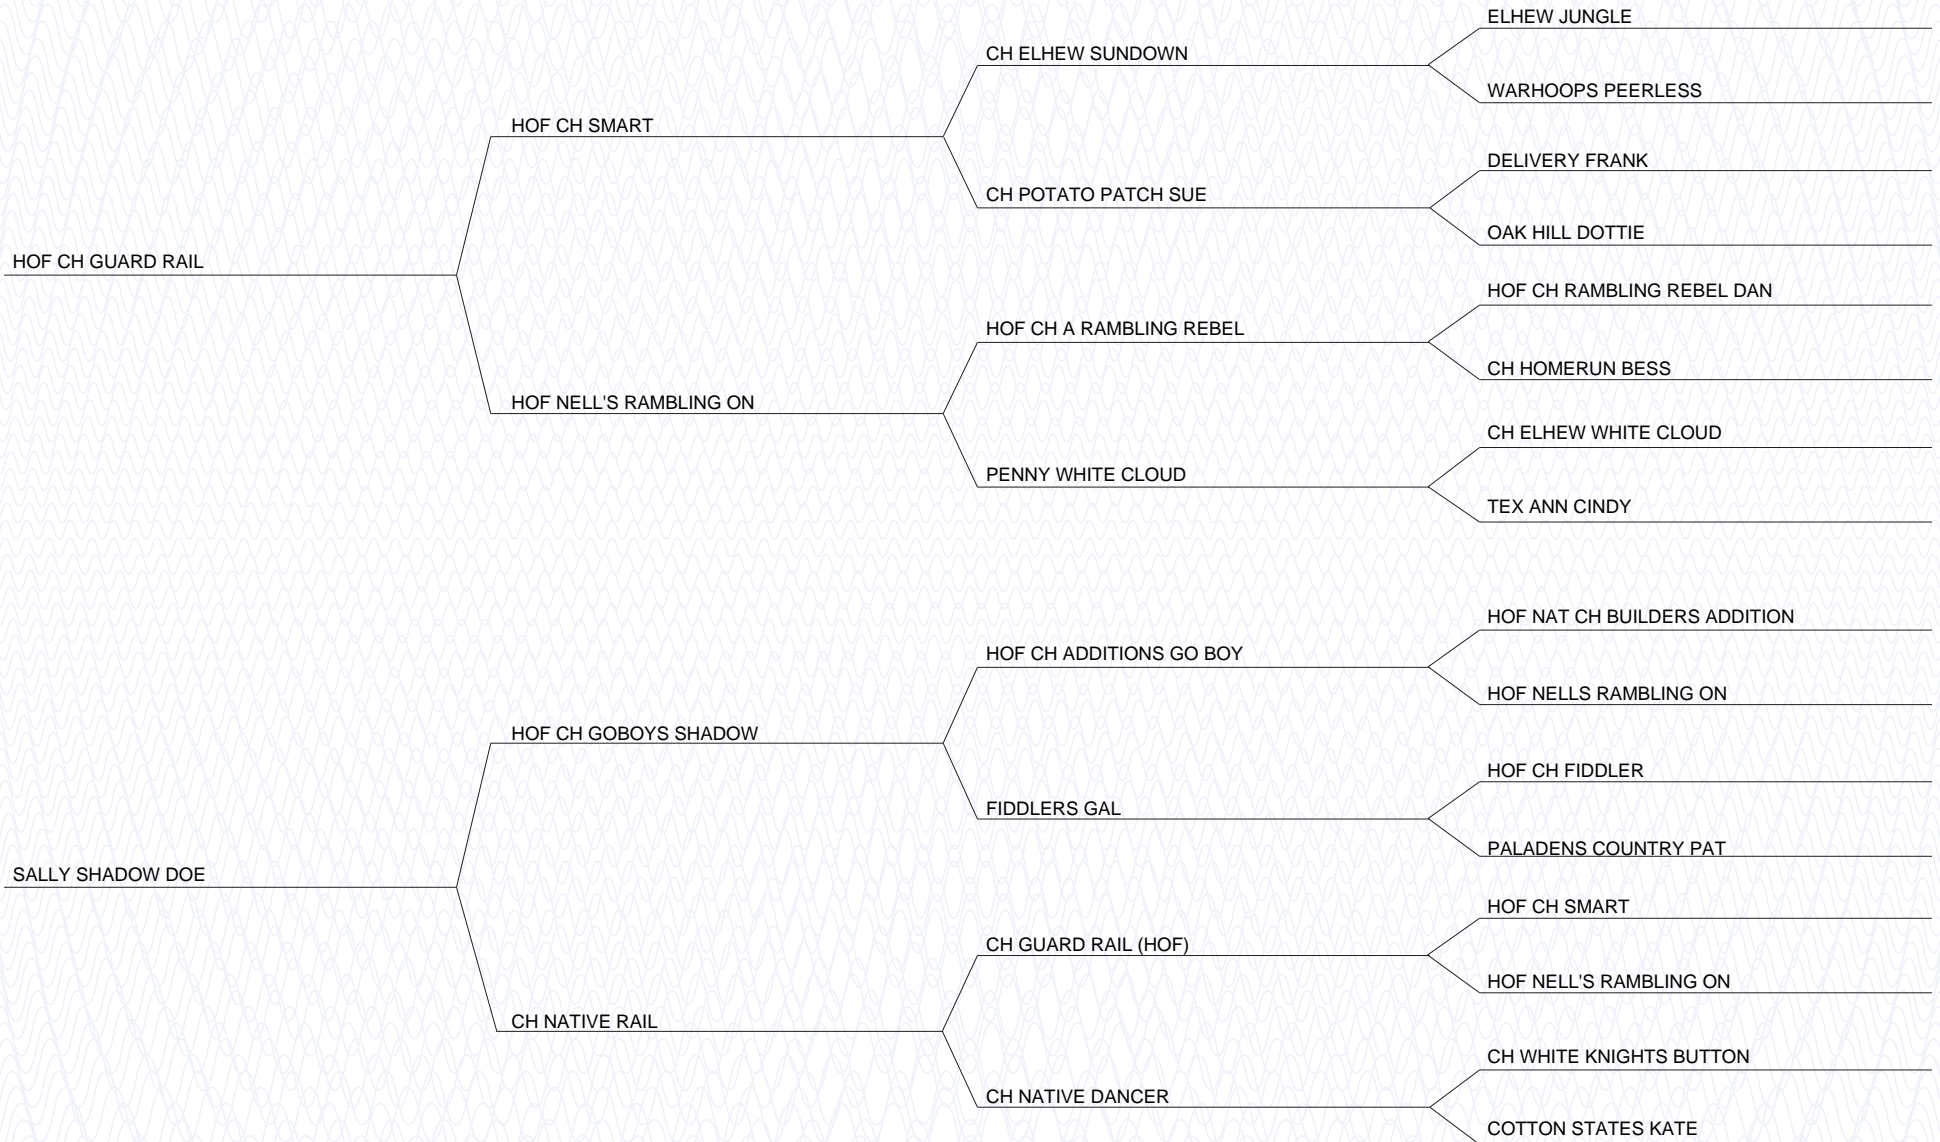 ELHEW JUNGLE
CH ELHEW SUNDOWN
WARHOOPS PEERLESS
HOF CH SMART
DELIVERY FRANK
CH POTATO PATCH SUE
OAK HILL DOTTIE
HOF CH GUARD RAIL
HOF CH RAMBLING REBEL DAN
HOF CH A RAMBLING REBEL
CH HOMERUN BESS
HOF NELL'S RAMBLING ON
CH ELHEW WHITE CLOUD
PENNY WHITE CLOUD
TEX ANN CINDY
HOF NAT CH BUILDERS ADDITION
HOF CH ADDITIONS GO BOY
HOF NELLS RAMBLING ON
HOF CH GOBOYS SHADOW
HOF CH FIDDLER
FIDDLERS GAL
PALADENS COUNTRY PAT
SALLY SHADOW DOE
HOF CH SMART
CH GUARD RAIL (HOF)
HOF NELL'S RAMBLING ON
CH NATIVE RAIL
CH WHITE KNIGHTS BUTTON
CH NATIVE DANCER
COTTON STATES KATE